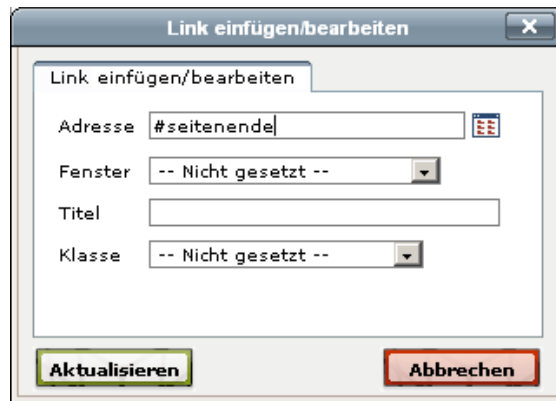 Link einfügen/bearbeiten
Link einfügen/bearbeiten
Adresse #seitenende
Fenster -- Nicht gesetzt --
Titel
Klasse -- Nicht gesetzt --
Aktualisieren Abbrechen